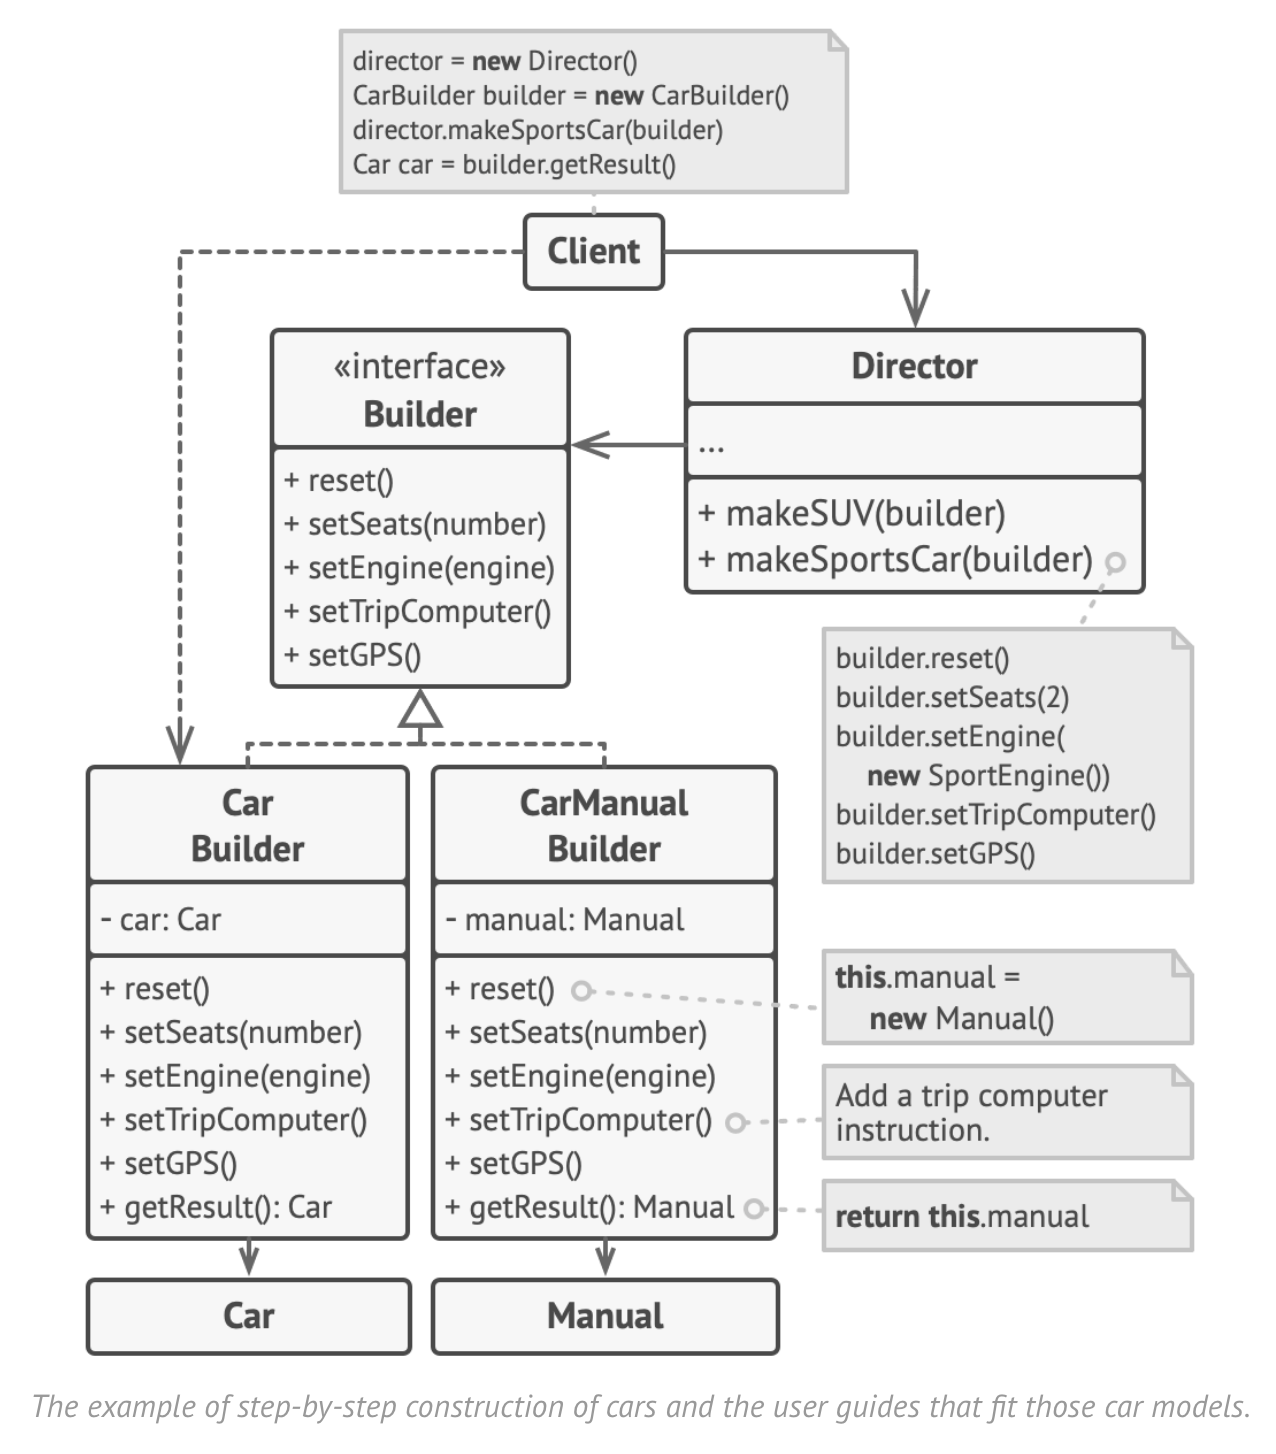 director = new Director()
CarBuilder builder = new CarBuilder()
director.makeSportsCar(builder)
Car car = builder.getResult()
Client
«interface»
Builder
+ reset()
+ setSeats(number)
+ setEngine(engine)
+ setTripComputer()
+ setGPS()
Director
...
+ makeSUV(builder)
+ makeSportsCar(builder)
builder.reset()
builder.setSeats(2)
builder.setEngine(
new SportEngine())
builder.setTripComputer()
builder.setGPS()
Car
Builder
- car: Car
+ reset()
+ setSeats(number)
+ setEngine(engine)
+ setTripComputer()
+ setGPS()
+ getResult(): Car
CarManual
Builder
- manual: Manual
+ reset()
+ setSeats(number)
+ setEngine(engine)
+ setTripComputer()
+ setGPS()
+ getResult(): Manual
this.manual =
new Manual()
Add a trip computer
instruction.
return this.manual
Car
Manual
The example of step-by-step construction of cars and the user guides that fit those car models.